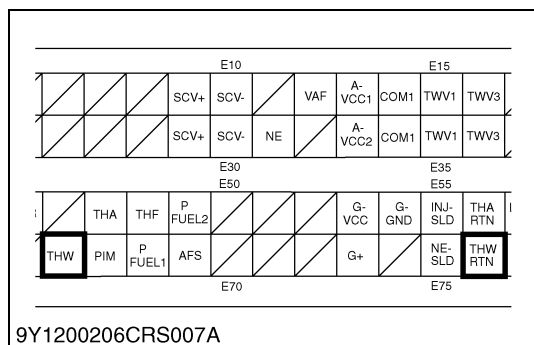 E10 E15
SCV+ SCV- VAF A-VCC1 COM1 TWV1 TWV3
SCV+ SCV- NE A-VCC2 COM1 TWV1 TWV3
E30 E35
E50 E55
THA THF P FUEL2 G-VCC G-GND INJ-SLD THA RTN
THW PIM P FUEL1 AFS G+ NE-SLD THW RTN
E70 E75
9Y1200206CRS007A